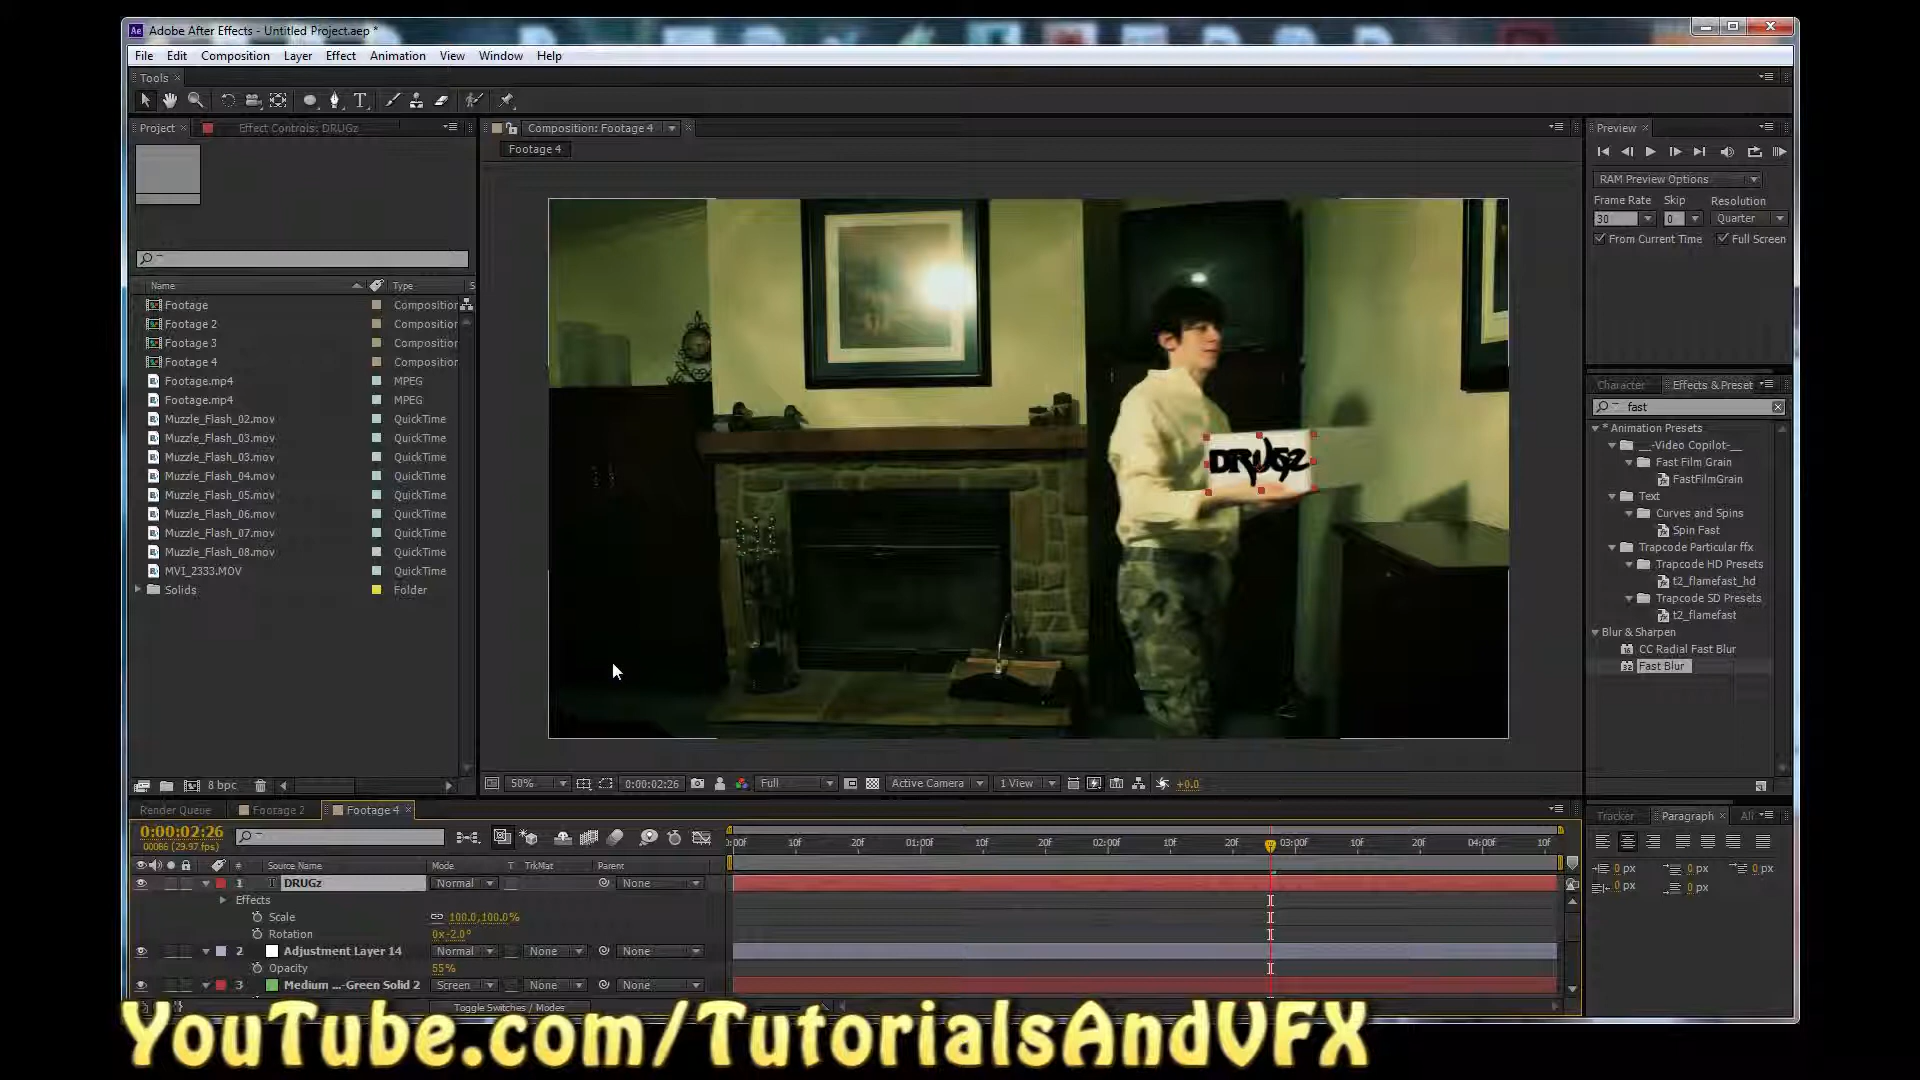 Adobe After Effects - Untitled Project.aep *
File Edit Composition Layer Effect Animation View Window Help
Tools
Project Effect Controls: DRUGz
Composition: Footage 4
Preview
Footage 4
RAM Preview Options
Frame Rate Skip Resolution
30 0 Quarter
From Current Time Full Screen
Name Type S
Footage Composition
Footage 2 Composition
Footage 3 Composition
Footage 4 Composition
Footage.mp4 MPEG
Footage.mp4 MPEG
Muzzle_Flash_02.mov QuickTime
Muzzle_Flash_03.mov QuickTime
Muzzle_Flash_03.mov QuickTime
Muzzle_Flash_04.mov QuickTime
Muzzle_Flash_05.mov QuickTime
Muzzle_Flash_06.mov QuickTime
Muzzle_Flash_07.mov QuickTime
Muzzle_Flash_08.mov QuickTime
MVI_2333.MOV QuickTime
Solids Folder
DRUGz
Character Effects & Preset
fast
* Animation Presets
__-Video Copilot-__
Fast Film Grain
FastFilmGrain
Text
Curves and Spins
Spin Fast
Trapcode Particular ffx
Trapcode HD Presets
t2_flamefast_hd
Trapcode SD Presets
t2_flamefast
Blur & Sharpen
CC Radial Fast Blur
Fast Blur
8 bpc
50% 0:00:02:26 Full Active Camera 1 View +0.0
Render Queue Footage 2 Footage 4
0:00:02:26
00086 (29.97 fps)
:00f 10f 20f 01:00f 10f 20f 02:00f 10f 20f 03:00f 10f 20f 04:00f 10f
# Source Name Mode T TrkMat Parent
1 T DRUGz Normal None
Effects
Scale 100.0,100.0%
Rotation 0x-2.0°
2 Adjustment Layer 14 Normal None None
Opacity 55%
3 Medium ...-Green Solid 2 Screen None None
Toggle Switches / Modes
Tracker Paragraph Ali
0 px 0 px 0 px
0 px 0 px
YouTube.com/TutorialsAndVFX